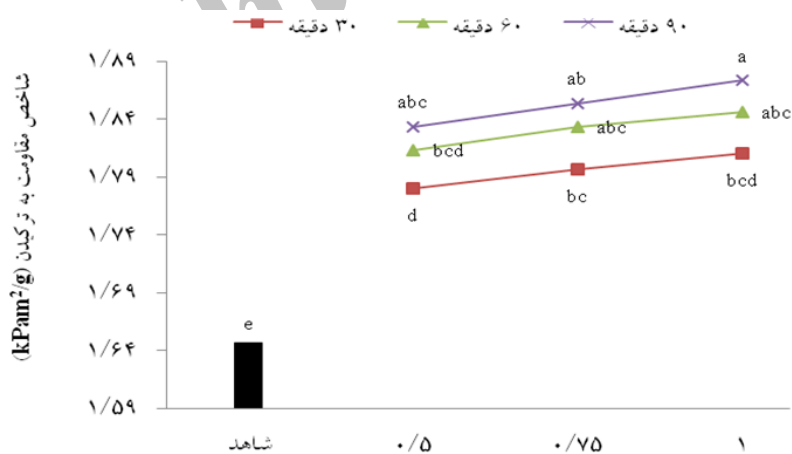 ۳۰ دقیقه ۶۰ دقیقه ۹۰ دقیقه
شاخص مقاومت به ترکیدن (kPam²/g)
۱/۸۹
۱/۸۴
۱/۷۹
۱/۷۴
۱/۶۹
۱/۶۴
۱/۵۹
e
abc
bcd
d
ab
abc
bc
a
abc
bcd
شاهد ۰/۵ ۰/۷۵ ۱